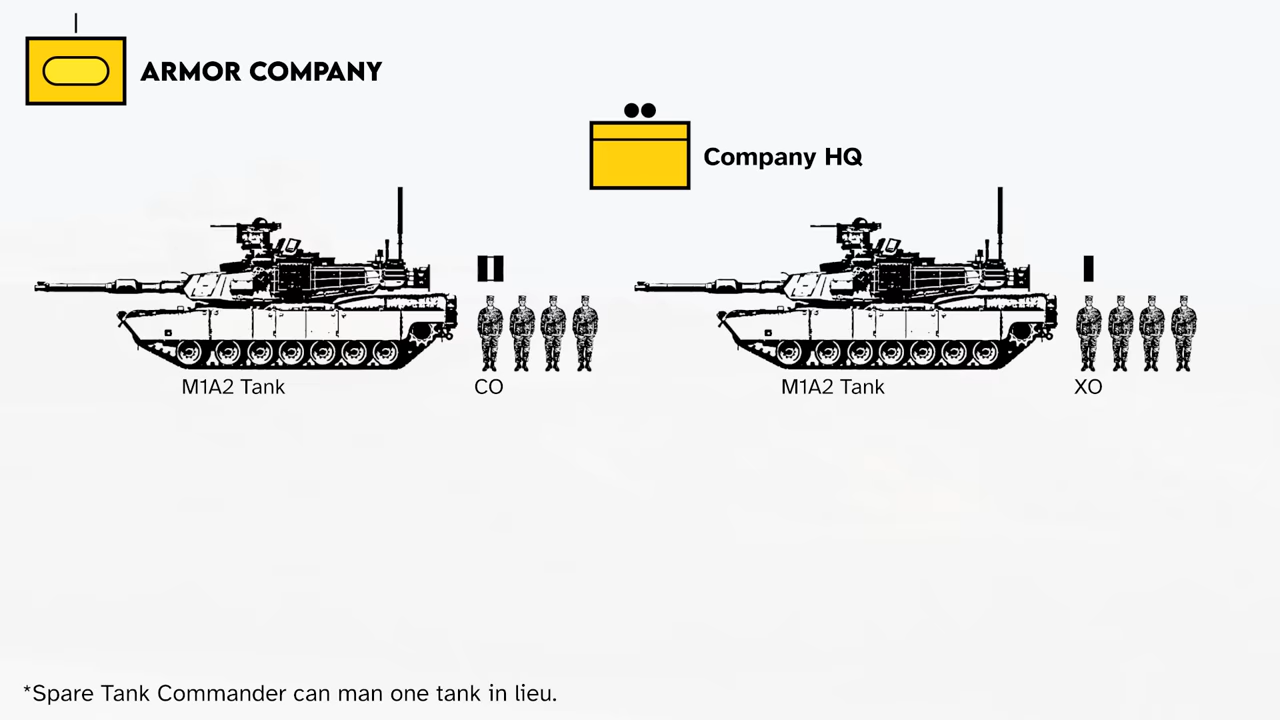 ARMOR COMPANY
Company HQ
M1A2 Tank
CO
M1A2 Tank
XO
*Spare Tank Commander can man one tank in lieu.